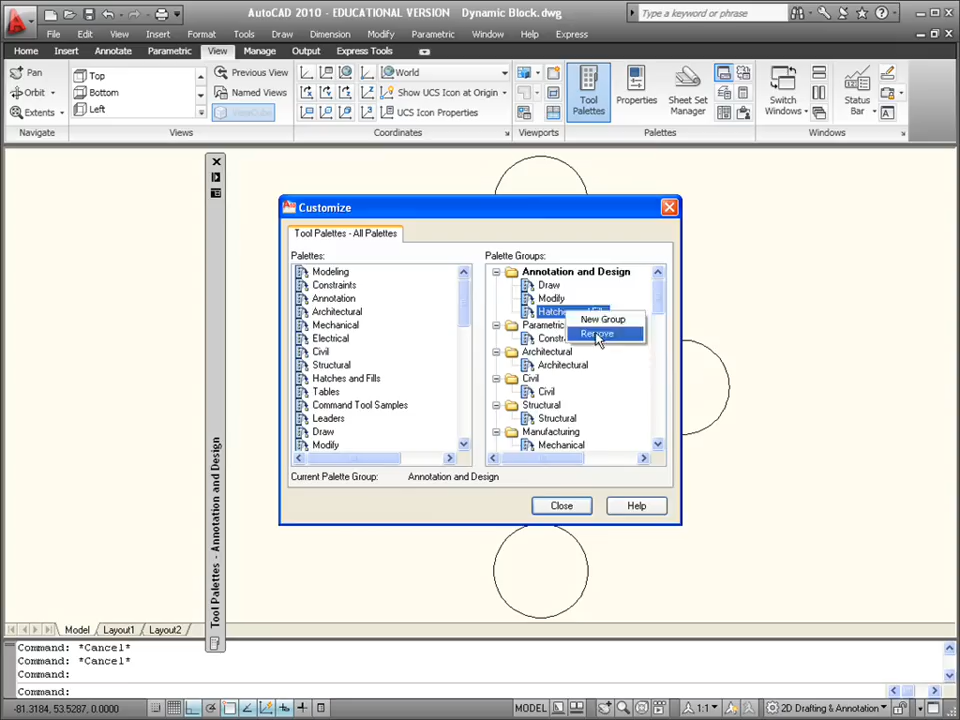 AutoCAD 2010 - EDUCATIONAL VERSION Dynamic Block.dwg
Type a keyword or phrase
File Edit View Insert Format Tools Draw Dimension Modify Parametric Window Help Express
Home Insert Annotate Parametric View Manage Output Express Tools
Pan
Orbit
Extents
Navigate
Top
Bottom
Left
Previous View
Named Views
ViewCube
Views
World
Show UCS Icon at Origin
UCS Icon Properties
Coordinates
Viewports
Tool Palettes
Properties
Sheet Set Manager
Palettes
Switch Windows
Status Bar
Windows
Customize
Tool Palettes - All Palettes
Palettes:
Modeling
Constraints
Annotation
Architectural
Mechanical
Electrical
Civil
Structural
Hatches and Fills
Tables
Command Tool Samples
Leaders
Draw
Modify
Palette Groups:
Annotation and Design
Draw
Modify
New Group
Remove
Architectural
Architectural
Civil
Civil
Structural
Structural
Manufacturing
Mechanical
Current Palette Group: Annotation and Design
Close Help
Tool Palettes - Annotation and Design
Model Layout1 Layout2
Command: *Cancel*
Command: *Cancel*
Command:
Command:
-81.3184, 53.5287, 0.0000
MODEL
1:1
2D Drafting & Annotation